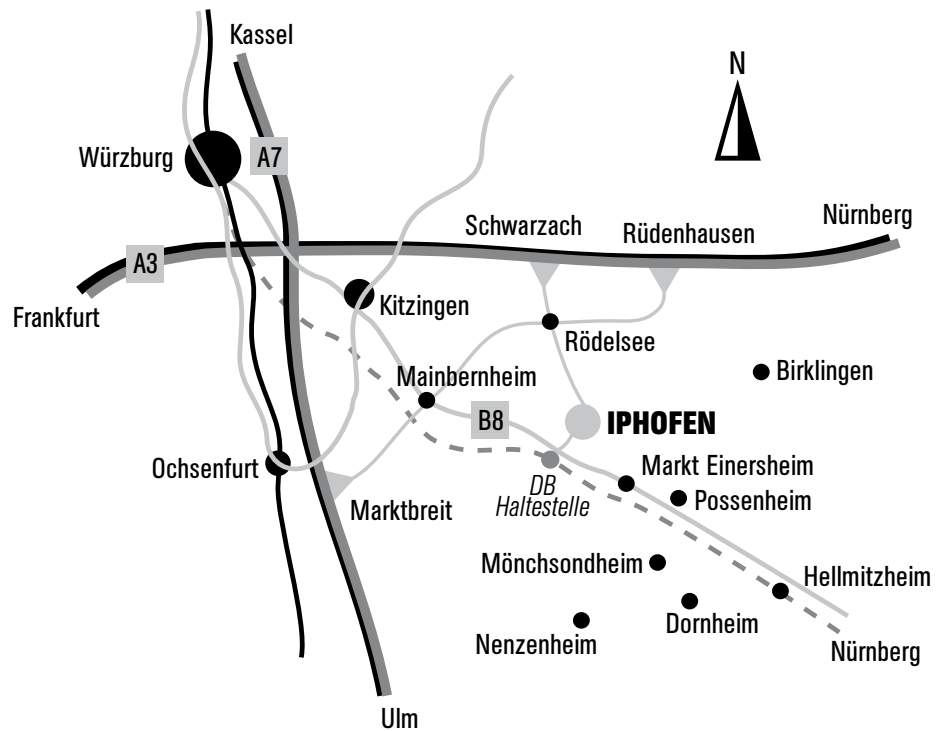 Kassel
N
Würzburg
A7
Schwarzach
Rüdenhausen
Nürnberg
A3
Frankfurt
Kitzingen
Rödelsee
Mainbernheim
Birklingen
B8
IPHOFEN
Ochsenfurt
Markt Einersheim
DB
Haltestelle
Possenheim
Marktbreit
Mönchsondheim
Hellmitzheim
Dornheim
Nenzenheim
Nürnberg
Ulm